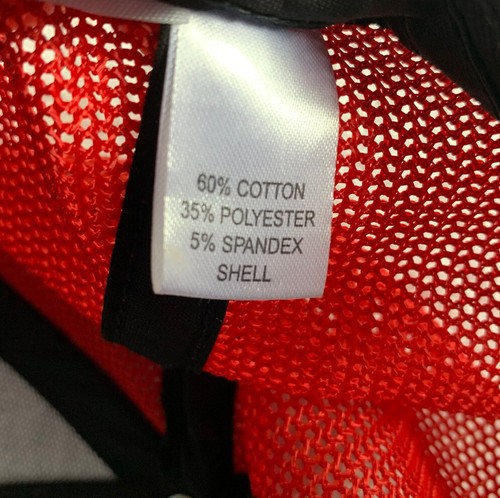 60% COTTON
35% POLYESTER
5% SPANDEX
SHELL